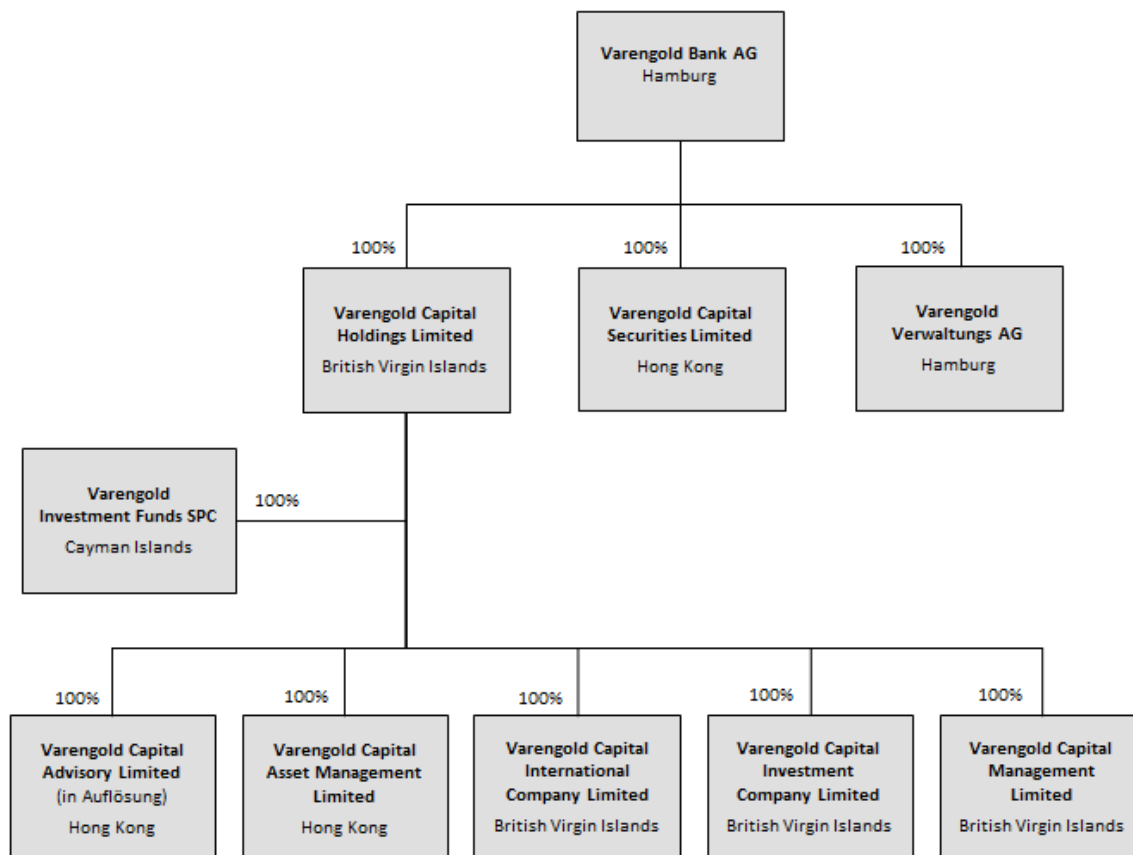 Varengold Bank AG
Hamburg
100%
100%
100%
Varengold Capital
Holdings Limited
British Virgin Islands
Varengold Capital
Securities Limited
Hong Kong
Varengold
Verwaltungs AG
Hamburg
Varengold
Investment Funds SPC
Cayman Islands
100%
100%
100%
100%
100%
100%
Varengold Capital
Advisory Limited
(in Auflösung)
Hong Kong
Varengold Capital
Asset Management
Limited
Hong Kong
Varengold Capital
International
Company Limited
British Virgin Islands
Varengold Capital
Investment
Company Limited
British Virgin Islands
Varengold Capital
Management
Limited
British Virgin Islands